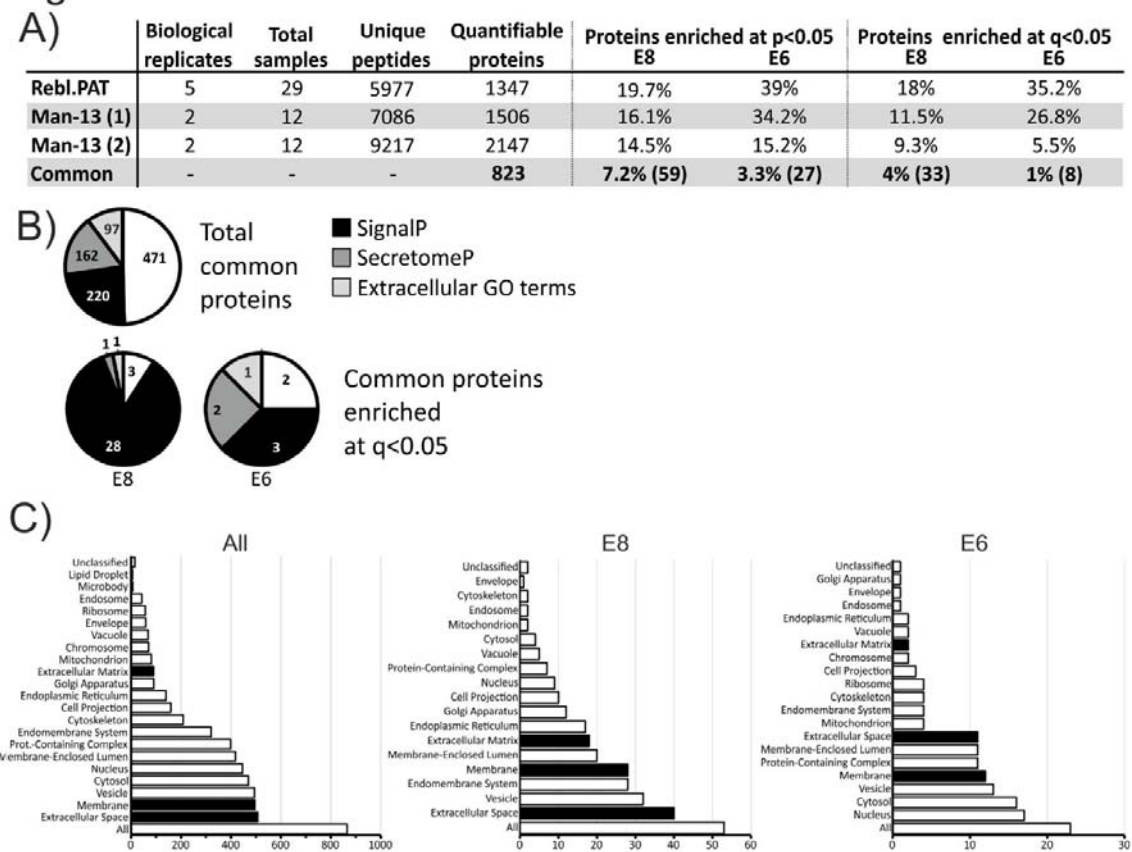 A)
Biological replicates Total samples Unique peptides Quantifiable proteins Proteins enriched at p<0.05 Proteins enriched at q<0.05
E8 E6 E8 E6
Rebl.PAT 5 29 5977 1347 19.7% 39% 18% 35.2%
Man-13 (1) 2 12 7086 1506 16.1% 34.2% 11.5% 26.8%
Man-13 (2) 2 12 9217 2147 14.5% 15.2% 9.3% 5.5%
Common - - - 823 7.2% (59) 3.3% (27) 4% (33) 1% (8)
B)
97
162
471
220
Total
common
proteins
SignalP
SecretomeP
Extracellular GO terms
1 1
3
28
E8
1
2
2
3
E6
Common proteins
enriched
at q<0.05
C)
All
Unclassified
Lipid Droplet
Microbody
Endosome
Ribosome
Envelope
Vacuole
Chromosome
Mitochondrion
Extracellular Matrix
Golgi Apparatus
Endoplasmic Reticulum
Cell Projection
Cytoskeleton
Endomembrane System
Prot.-Containing Complex
Membrane-Enclosed Lumen
Nucleus
Cytosol
Vesicle
Membrane
Extracellular Space
All
0 200 400 600 800 1000
E8
Unclassified
Envelope
Cytoskeleton
Endosome
Mitochondrion
Cytosol
Vacuole
Protein-Containing Complex
Nucleus
Cell Projection
Golgi Apparatus
Endoplasmic Reticulum
Extracellular Matrix
Membrane-Enclosed Lumen
Membrane
Endomembrane System
Vesicle
Extracellular Space
All
0 10 20 30 40 50 60
E6
Unclassified
Golgi Apparatus
Envelope
Endosome
Endoplasmic Reticulum
Vacuole
Extracellular Matrix
Chromosome
Cell Projection
Ribosome
Cytoskeleton
Endomembrane System
Mitochondrion
Extracellular Space
Membrane-Enclosed Lumen
Protein-Containing Complex
Membrane
Vesicle
Cytosol
Nucleus
All
0 10 20 30